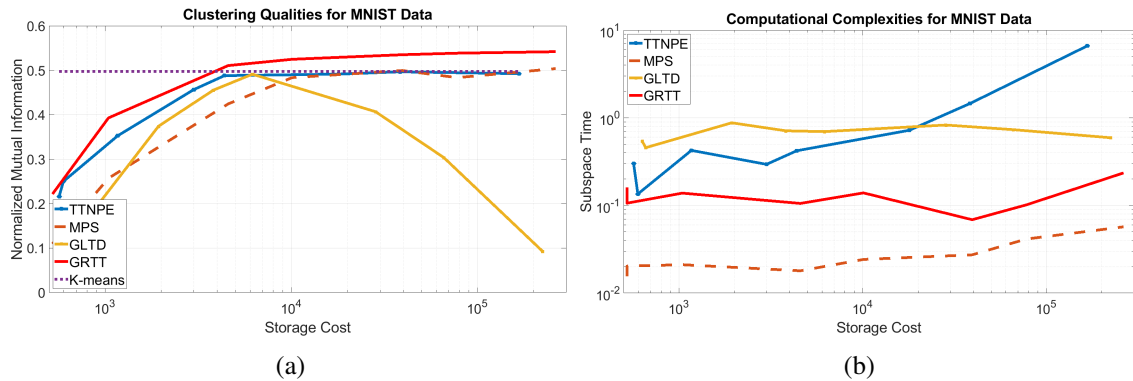 Clustering Qualities for MNIST Data
Normalized Mutual Information
0.6
0.5
0.4
0.3
0.2
0.1
0
TTNPE
MPS
GLTD
GRTT
K-means
10^3
10^4
10^5
Storage Cost
(a)
Computational Complexities for MNIST Data
Subspace Time
10^1
10^0
10^-1
10^-2
TTNPE
MPS
GLTD
GRTT
10^3
10^4
10^5
Storage Cost
(b)